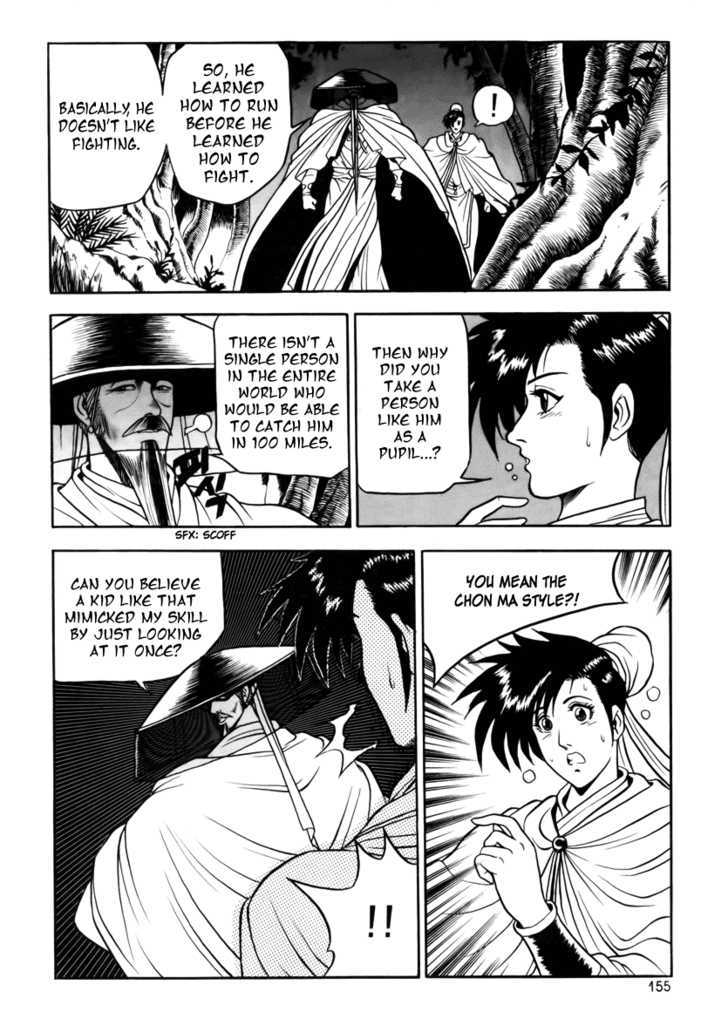 BASICALLY, HE
DOESN'T LIKE
FIGHTING.
SO, HE
LEARNED
HOW TO RUN
BEFORE HE
LEARNED
HOW TO
FIGHT.
!
THERE ISN'T A
SINGLE PERSON
IN THE ENTIRE
WORLD WHO
WOULD BE ABLE
TO CATCH HIM
IN 100 MILES.
피식
SFX: SCOFF
THEN WHY
DID YOU
TAKE A
PERSON
LIKE HIM
AS A
PUPIL...?
CAN YOU BELIEVE
A KID LIKE THAT
MIMICKED MY SKILL
BY JUST LOOKING
AT IT ONCE?
!!
YOU MEAN THE
CHON MA STYLE?!
155